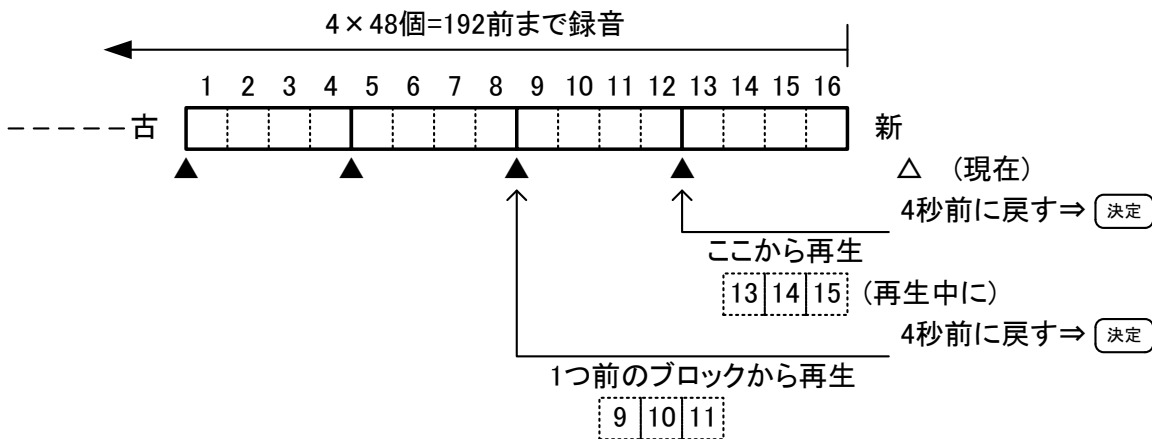 4×48個=192前まで録音
1 2 3 4 5 6 7 8 9 10 11 12 13 14 15 16
古 新
△ (現在)
4秒前に戻す⇒ 決定
ここから再生
13 14 15 (再生中に)
4秒前に戻す⇒ 決定
1つ前のブロックから再生
9 10 11